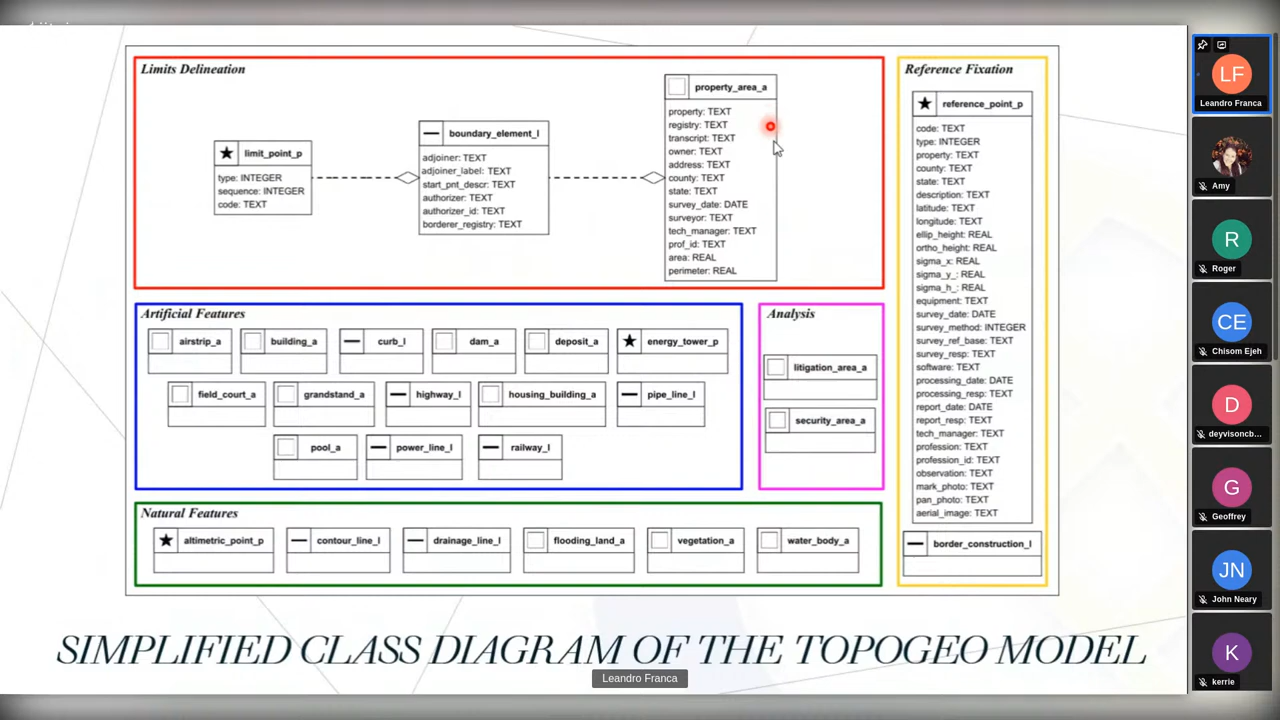 Limits Delineation
limit_point_p
type: INTEGER
sequence: INTEGER
code: TEXT
boundary_element_l
adjoiner: TEXT
adjoiner_label: TEXT
start_pnt_descr: TEXT
authorizer: TEXT
authorizer_id: TEXT
borderer_registry: TEXT
property_area_a
property: TEXT
registry: TEXT
transcript: TEXT
owner: TEXT
address: TEXT
county: TEXT
state: TEXT
survey_date: DATE
surveyor: TEXT
tech_manager: TEXT
prof_id: TEXT
area: REAL
perimeter: REAL
Reference Fixation
reference_point_p
code: TEXT
type: INTEGER
property: TEXT
county: TEXT
state: TEXT
description: TEXT
latitude: TEXT
longitude: TEXT
ellip_height: REAL
ortho_height: REAL
sigma_x: REAL
sigma_y_: REAL
sigma_h_: REAL
equipment: TEXT
survey_date: DATE
survey_method: INTEGER
survey_ref_base: TEXT
survey_resp: TEXT
software: TEXT
processing_date: DATE
processing_resp: TEXT
report_date: DATE
report_resp: TEXT
tech_manager: TEXT
profession: TEXT
profession_id: TEXT
observation: TEXT
mark_photo: TEXT
pan_photo: TEXT
aerial_image: TEXT
border_construction_l
Artificial Features
airstrip_a
building_a
curb_l
dam_a
deposit_a
energy_tower_p
field_court_a
grandstand_a
highway_l
housing_building_a
pipe_line_l
pool_a
power_line_l
railway_l
Analysis
litigation_area_a
security_area_a
Natural Features
altimetric_point_p
contour_line_l
drainage_line_l
flooding_land_a
vegetation_a
water_body_a
SIMPLIFIED CLASS DIAGRAM OF THE TOPOGEO MODEL
Leandro Franca
LF
Leandro Franca
Amy
R
Roger
CE
Chisom Ejeh
D
deyvisoncb...
G
Geoffrey
JN
John Neary
K
kerrie